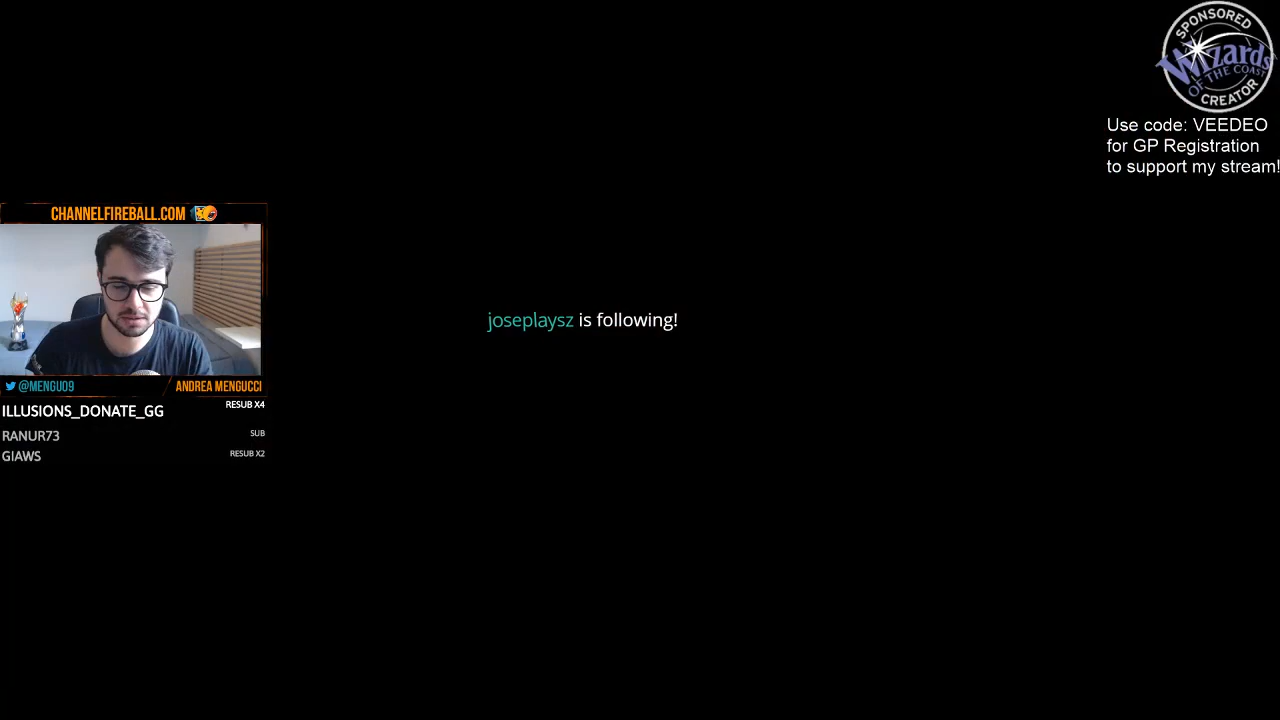 SPONSORED
Wizards
OF THE COAST
CREATOR
Use code: VEEDEO
for GP Registration
to support my stream!
CHANNELFIREBALL.COM
joseplaysz is following!
@MENGU09
ANDREA MENGUCCI
ILLUSIONS_DONATE_GG RESUB X4
RANUR73 SUB
GIAWS RESUB X2